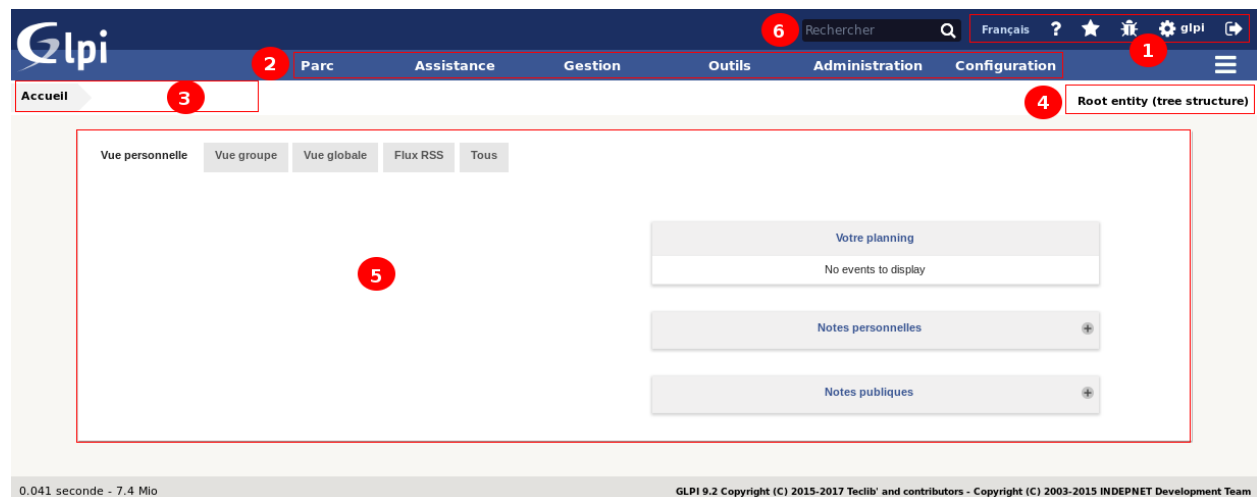 Glpi
6 Rechercher Français ? glpi
1
2 Parc Assistance Gestion Outils Administration Configuration
Accueil 3 4 Root entity (tree structure)
Vue personnelle Vue groupe Vue globale Flux RSS Tous
Votre planning
No events to display
5
Notes personnelles
Notes publiques
0.041 seconde - 7.4 Mio GLPI 9.2 Copyright (C) 2015-2017 Teclib' and contributors - Copyright (C) 2003-2015 INDEPNET Development Team